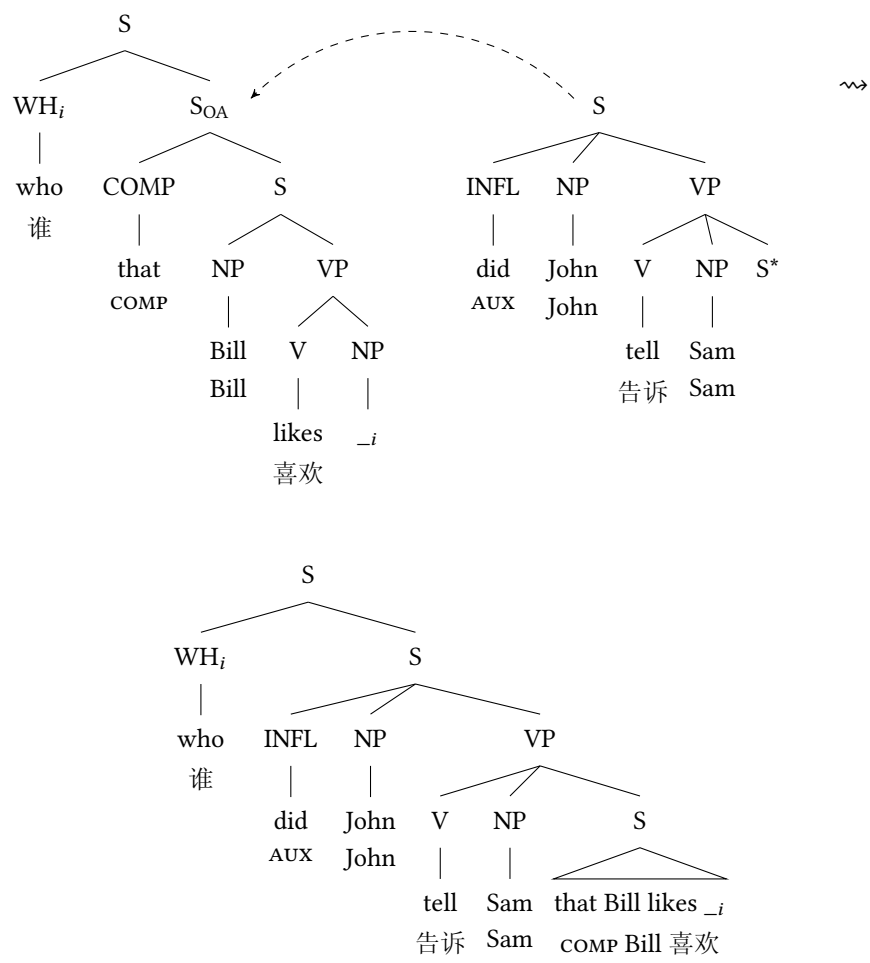 S
WHᵢ S_OA S ⇝
who COMP S INFL NP VP
谁
that NP VP did John V NP S*
COMP AUX John
Bill V NP tell Sam
Bill 告诉 Sam
likes _ᵢ
喜欢
S
WHᵢ S
who INFL NP VP
谁
did John V NP S
AUX John
tell Sam that Bill likes _ᵢ
告诉 Sam COMP Bill 喜欢